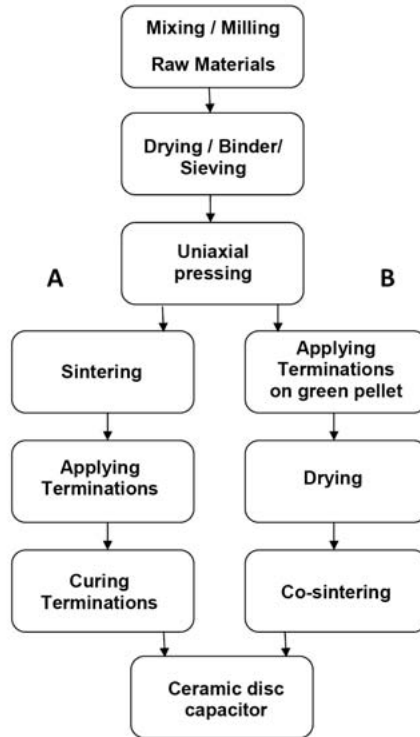 Mixing / Milling
Raw Materials
Drying / Binder/
Sieving
Uniaxial
pressing
A
B
Sintering
Applying
Terminations
on green pellet
Applying
Terminations
Drying
Curing
Terminations
Co-sintering
Ceramic disc
capacitor